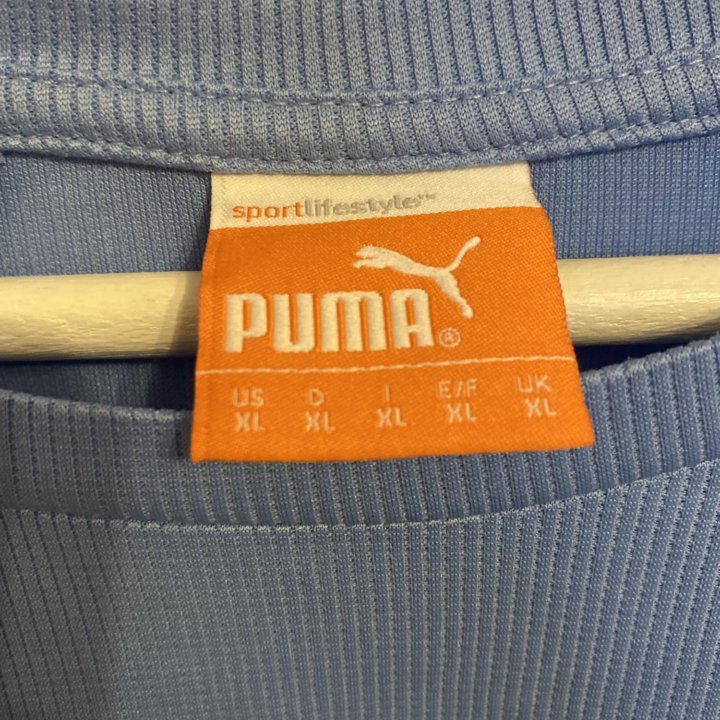 sportlifestyle™
PUMA®
US D I E/F UK
XL XL XL XL XL